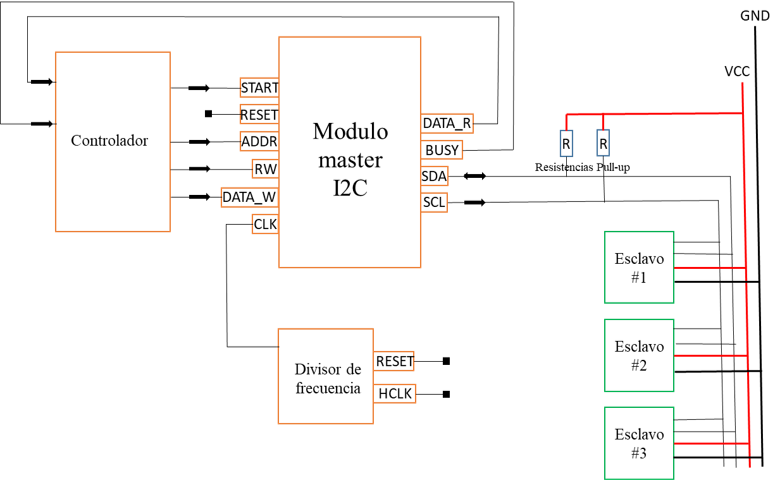 GND
VCC
Controlador
START
RESET
ADDR
RW
DATA_W
CLK
Modulo
master
I2C
DATA_R
BUSY
SDA
SCL
R
R
Resistencias Pull-up
Esclavo
#1
Esclavo
#2
Esclavo
#3
Divisor de
frecuencia
RESET
HCLK